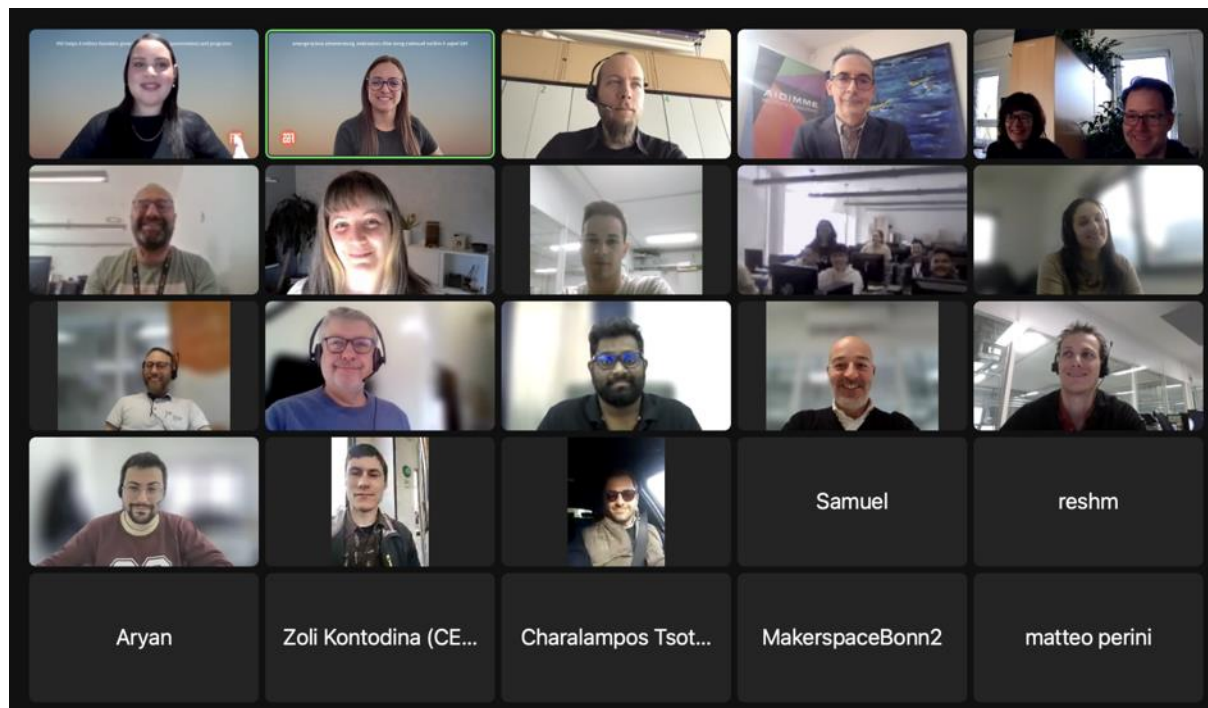 AIDIMME
Samuel
reshm
Aryan
Zoli Kontodina (CE...
Charalampos Tsot...
MakerspaceBonn2
matteo perini